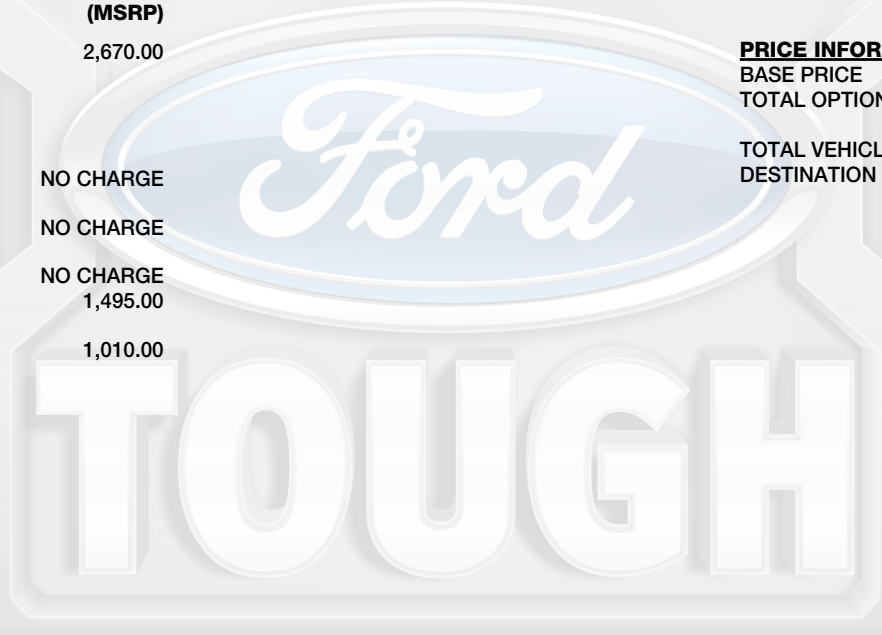 (MSRP)
2,670.00
NO CHARGE
NO CHARGE
NO CHARGE
1,495.00
1,010.00
PRICE INFOR
BASE PRICE
TOTAL OPTION
TOTAL VEHICL
DESTINATION
Ford
TOUGH